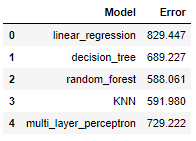 Model Error
0 linear_regression 829.447
1 decision_tree 689.227
2 random_forest 588.061
3 KNN 591.980
4 multi_layer_perceptron 729.222